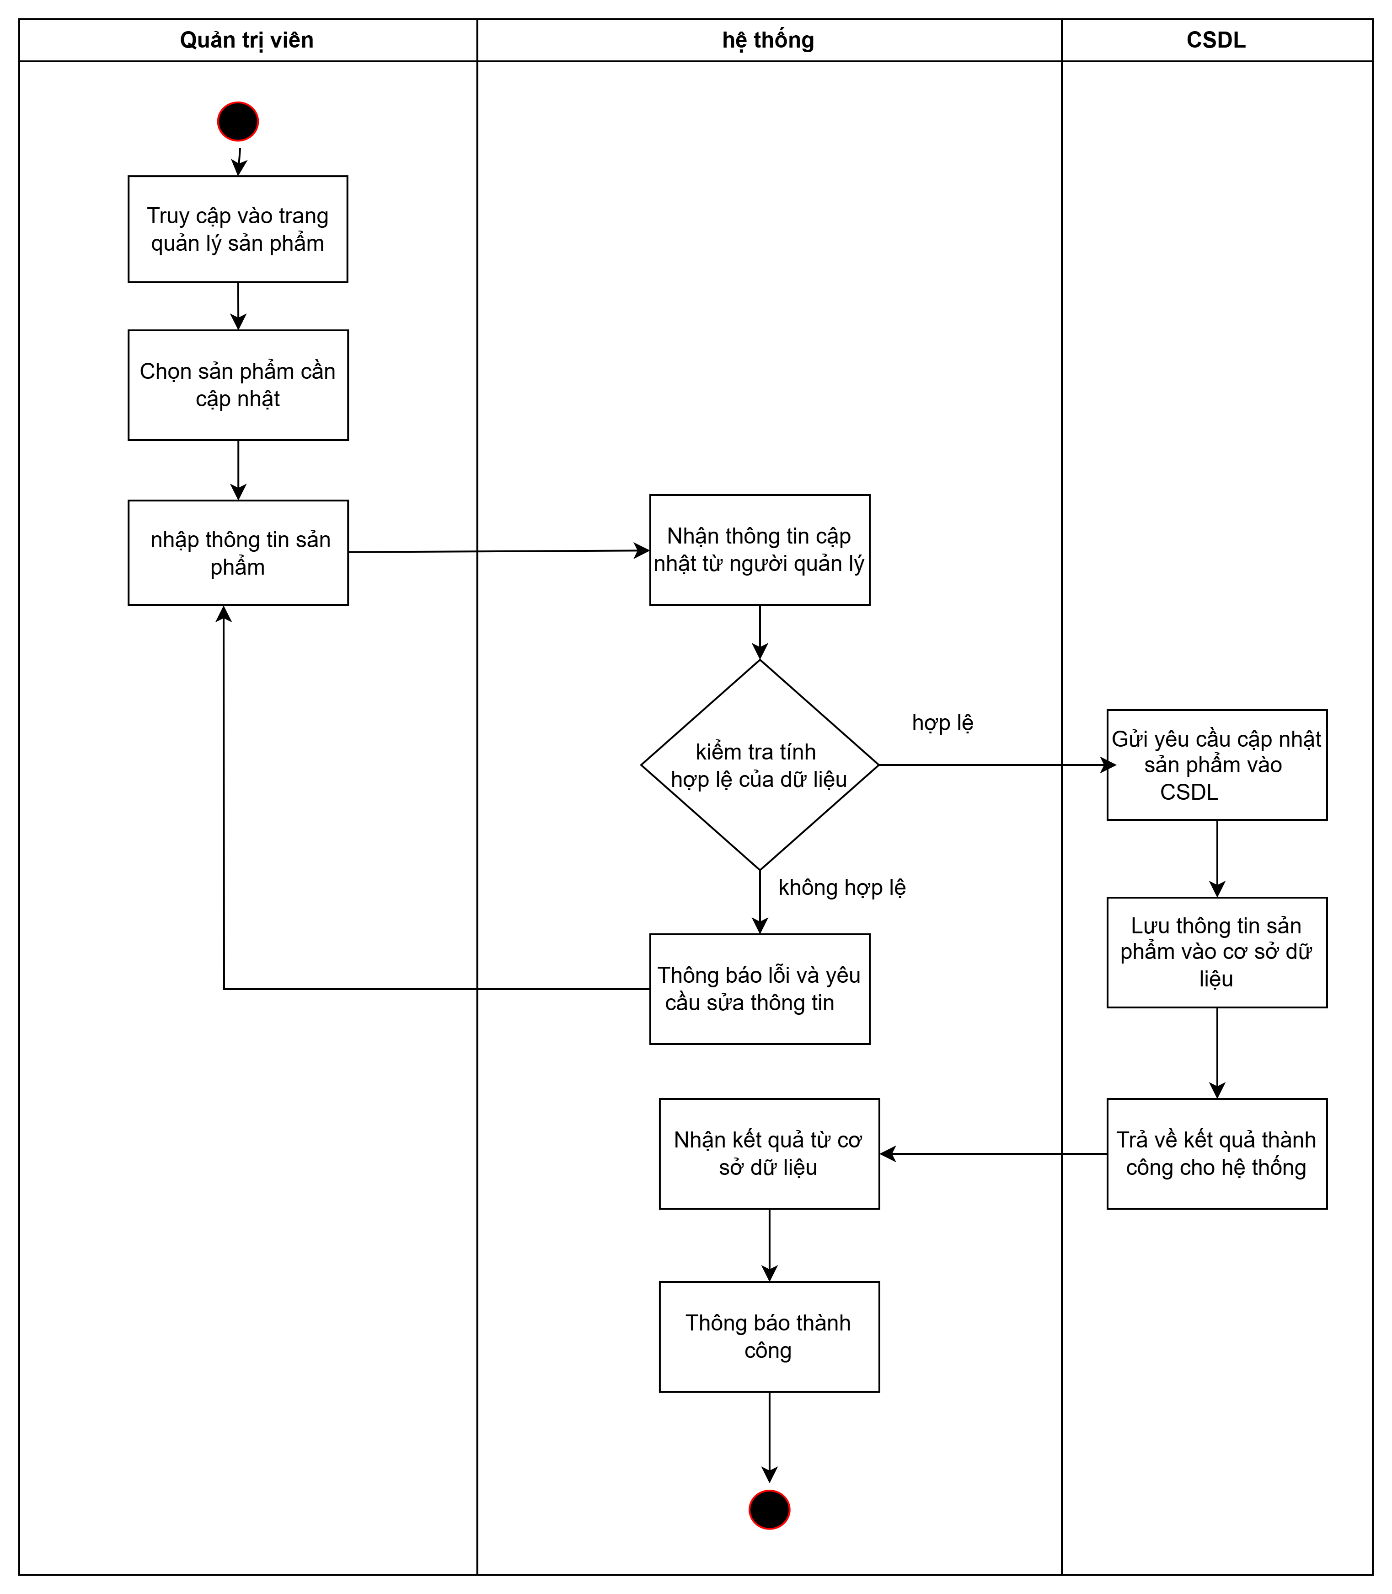 Quản trị viên
hệ thống
CSDL
Truy cập vào trang
quản lý sản phẩm
Chọn sản phẩm cần
cập nhật
nhập thông tin sản
phẩm
Nhận thông tin cập
nhật từ người quản lý
kiểm tra tính
hợp lệ của dữ liệu
hợp lệ
Gửi yêu cầu cập nhật
sản phẩm vào
CSDL
không hợp lệ
Lưu thông tin sản
phẩm vào cơ sở dữ
liệu
Thông báo lỗi và yêu
cầu sửa thông tin
Nhận kết quả từ cơ
sở dữ liệu
Trả về kết quả thành
công cho hệ thống
Thông báo thành
công